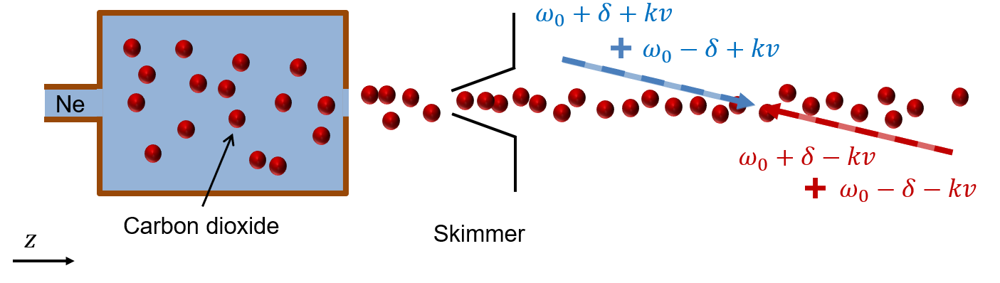 ω₀ + δ + kv
+ ω₀ − δ + kv
Ne
ω₀ + δ − kv
+ ω₀ − δ − kv
Carbon dioxide
Skimmer
z